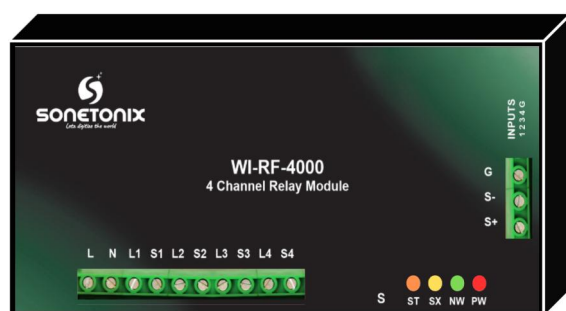 SONETONIX
Lets digitize the world
WI-RF-4000
4 Channel Relay Module
INPUTS
1 2 3 4 G
G
S-
S+
L N L1 S1 L2 S2 L3 S3 L4 S4
S ST SX NW PW